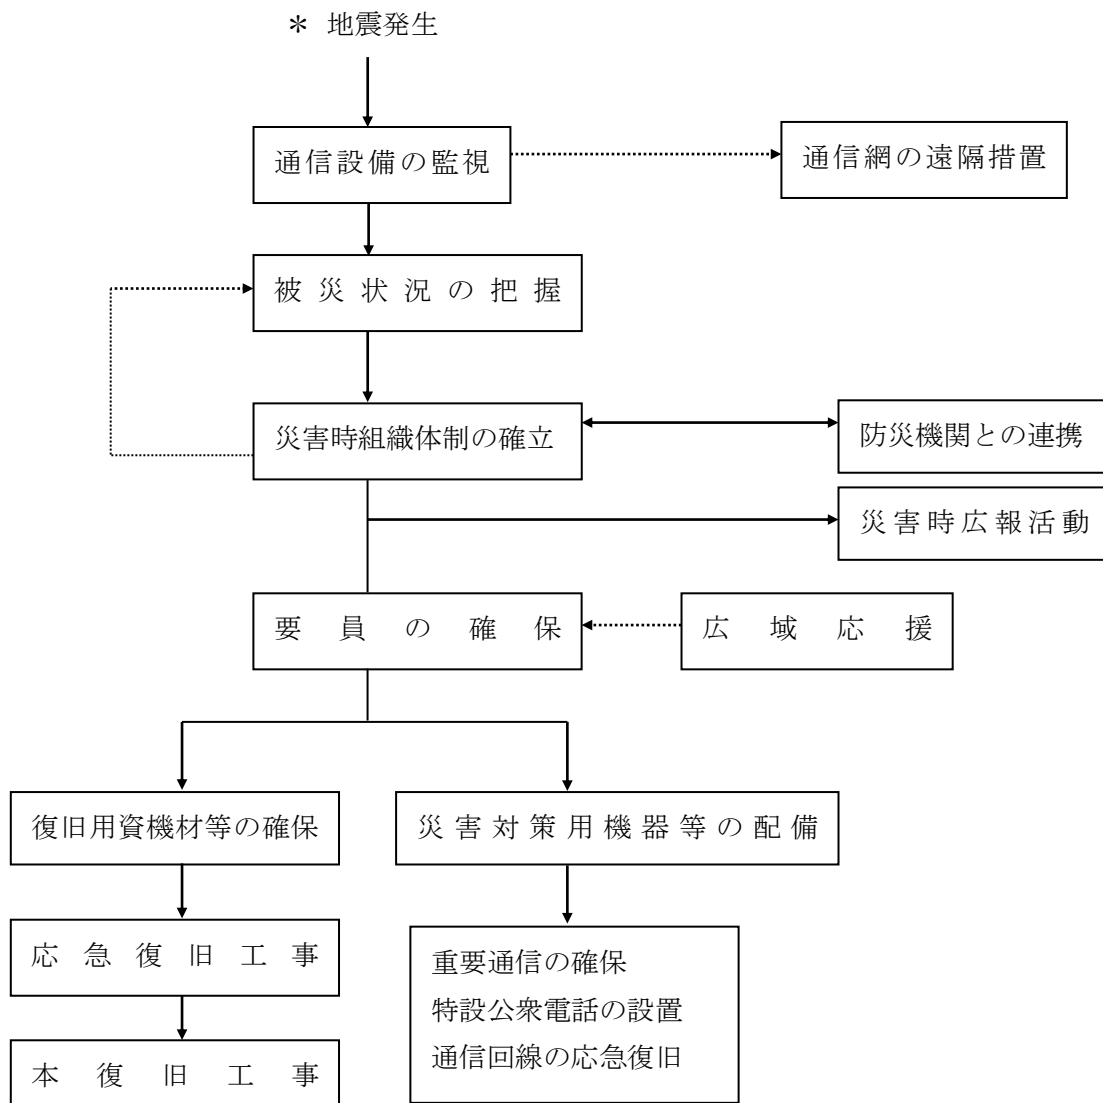 ＊ 地震発生
通信設備の監視
通信網の遠隔措置
被災状況の把握
災害時組織体制の確立
防災機関との連携
災害時広報活動
要員の確保
広域応援
復旧用資機材等の確保
災害対策用機器等の配備
応急復旧工事
重要通信の確保
特設公衆電話の設置
通信回線の応急復旧
本復旧工事